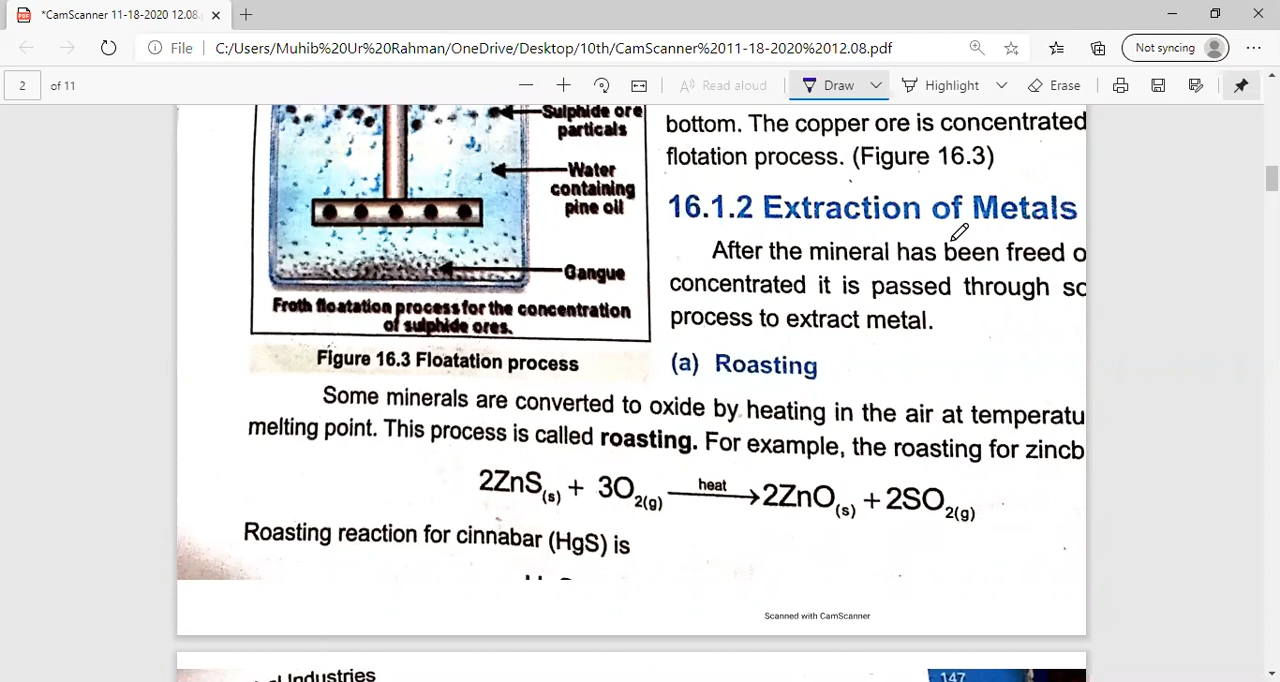 *CamScanner 11-18-2020 12.08.
File
C:/Users/Muhib%20Ur%20Rahman/OneDrive/Desktop/10th/CamScanner%2011-18-2020%2012.08.pdf
Not syncing
2 of 11
Read aloud
Draw
Highlight
Erase
Sulphide ore
particals
Water
containing
pine oil
Gangue
Froth floatation process for the concentration
of sulphide ores.
Figure 16.3 Floatation process
bottom. The copper ore is concentrated
flotation process. (Figure 16.3)
16.1.2 Extraction of Metals
After the mineral has been freed o
concentrated it is passed through so
process to extract metal.
(a) Roasting
Some minerals are converted to oxide by heating in the air at temperatu
melting point. This process is called roasting. For example, the roasting for zincb
2ZnS(s) + 3O2(g) heat → 2ZnO(s) + 2SO2(g)
Roasting reaction for cinnabar (HgS) is
Scanned with CamScanner
Industries
147